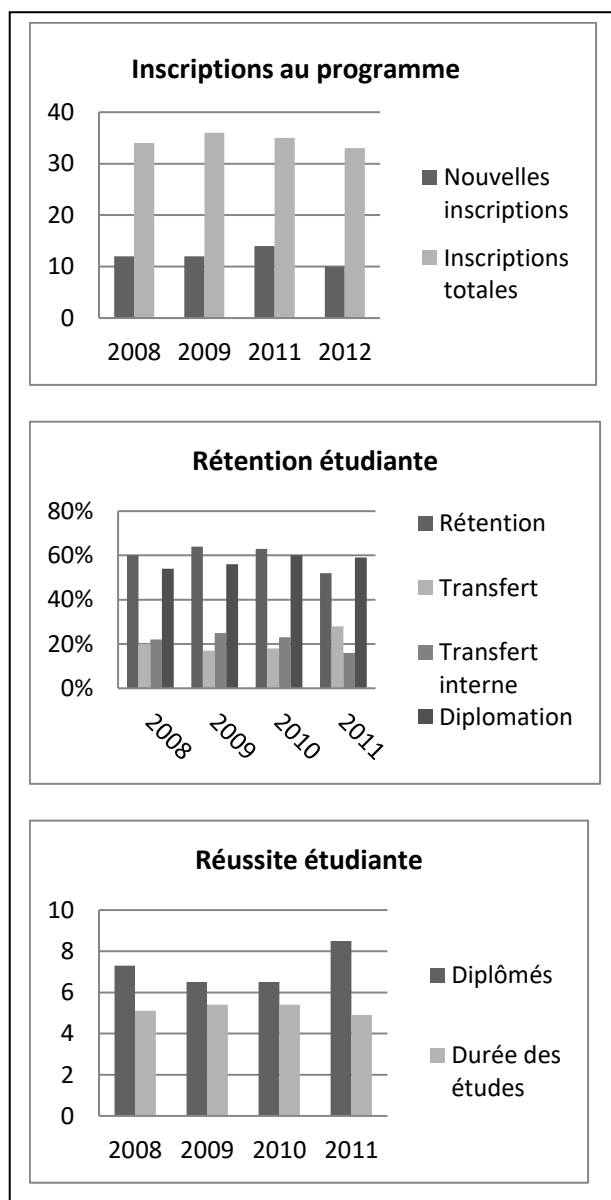 Inscriptions au programme
40
30
20
10
0
2008 2009 2011 2012
Nouvelles
inscriptions
Inscriptions
totales
Rétention étudiante
80%
60%
40%
20%
0%
2008 2009 2010 2011
Rétention
Transfert
Transfert
interne
Diplomation
Réussite étudiante
10
8
6
4
2
0
2008 2009 2010 2011
Diplômés
Durée des
études